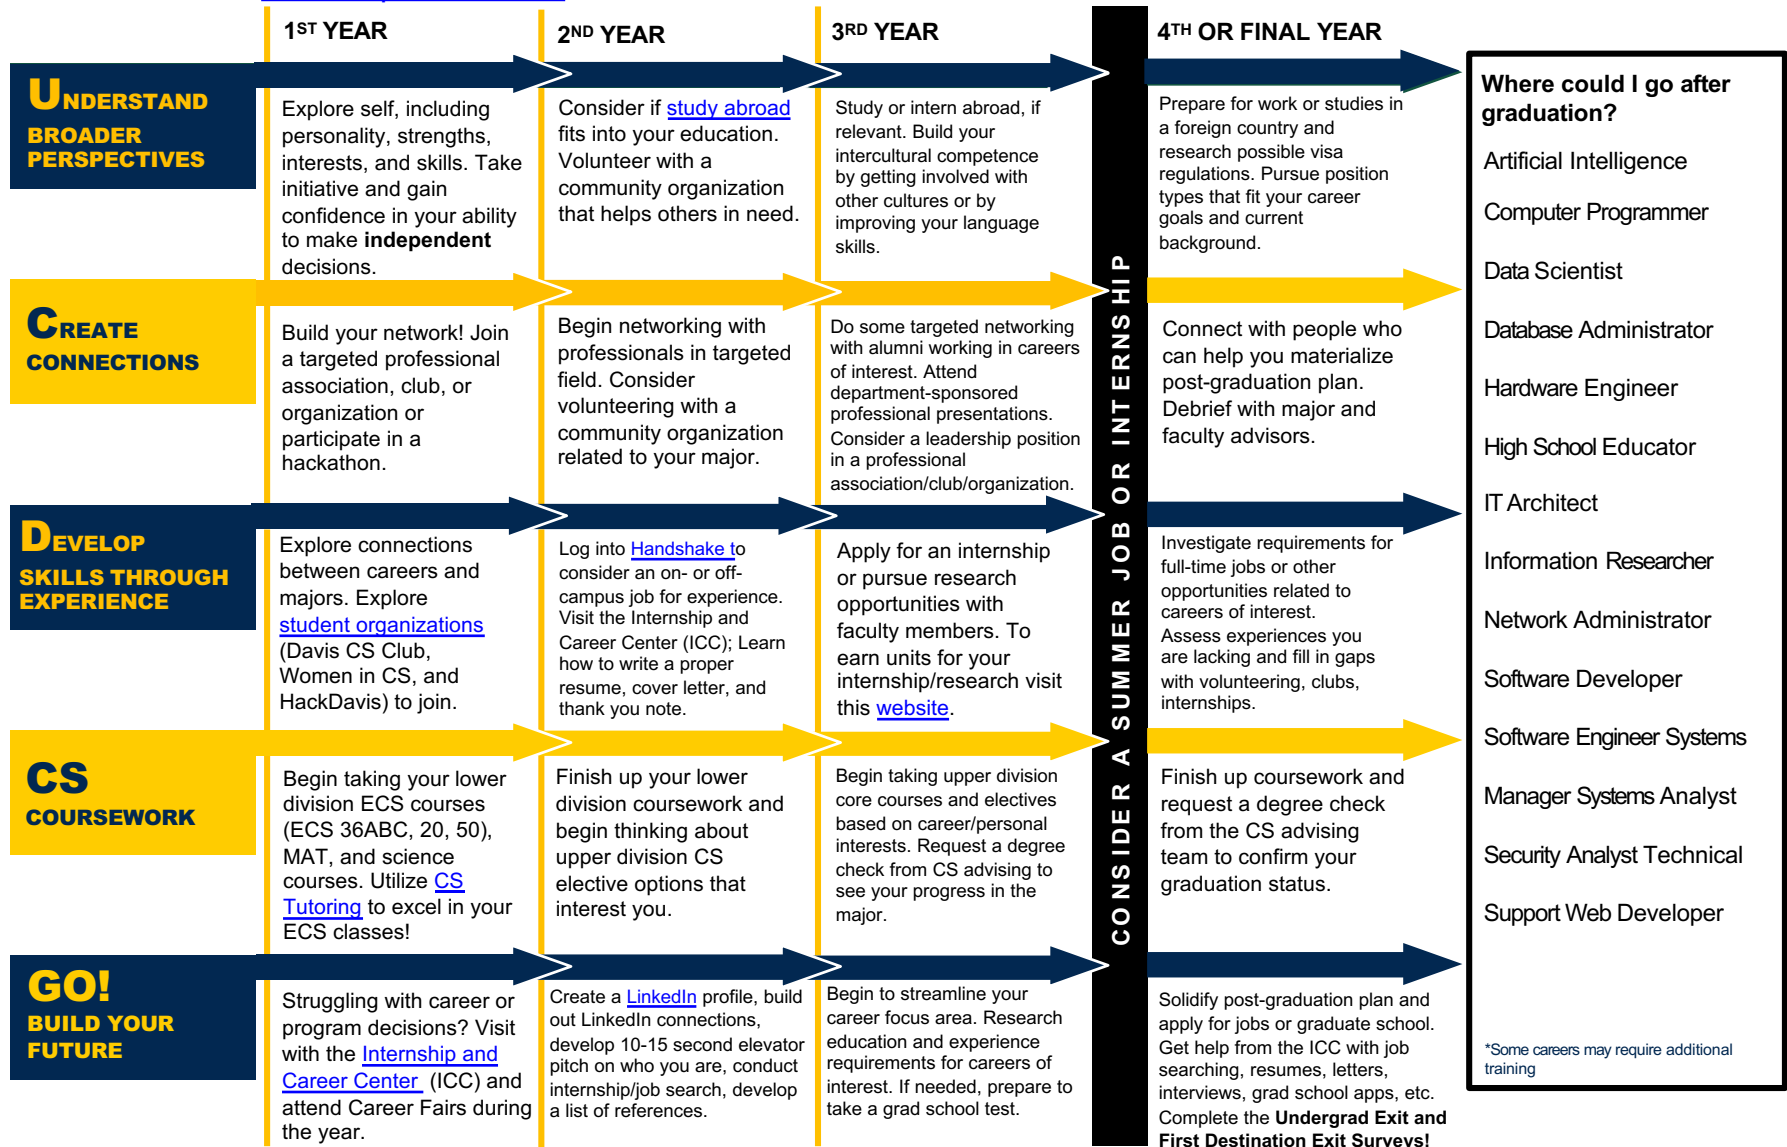 1ST YEAR
2ND YEAR
3RD YEAR
4TH OR FINAL YEAR
UNDERSTAND
BROADER
PERSPECTIVES
Explore self, including
personality, strengths,
interests, and skills. Take
initiative and gain
confidence in your ability
to make independent
decisions.
Consider if study abroad
fits into your education.
Volunteer with a
community organization
that helps others in need.
Study or intern abroad, if
relevant. Build your
intercultural competence
by getting involved with
other cultures or by
improving your language
skills.
Prepare for work or studies in
a foreign country and
research possible visa
regulations. Pursue position
types that fit your career
goals and current
background.
CREATE
CONNECTIONS
Build your network! Join
a targeted professional
association, club, or
organization or
participate in a
hackathon.
Begin networking with
professionals in targeted
field. Consider
volunteering with a
community organization
related to your major.
Do some targeted networking
with alumni working in careers
of interest. Attend
department-sponsored
professional presentations.
Consider a leadership position
in a professional
association/club/organization.
Connect with people who
can help you materialize
post-graduation plan.
Debrief with major and
faculty advisors.
DEVELOP
SKILLS THROUGH
EXPERIENCE
Explore connections
between careers and
majors. Explore
student organizations
(Davis CS Club,
Women in CS, and
HackDavis) to join.
Log into Handshake to
consider an on- or off-
campus job for experience.
Visit the Internship and
Career Center (ICC); Learn
how to write a proper
resume, cover letter, and
thank you note.
Apply for an internship
or pursue research
opportunities with
faculty members. To
earn units for your
internship/research visit
this website.
Investigate requirements for
full-time jobs or other
opportunities related to
careers of interest.
Assess experiences you
are lacking and fill in gaps
with volunteering, clubs,
internships.
CS
COURSEWORK
Begin taking your lower
division ECS courses
(ECS 36ABC, 20, 50),
MAT, and science
courses. Utilize CS
Tutoring to excel in your
ECS classes!
Finish up your lower
division coursework and
begin thinking about
upper division CS
elective options that
interest you.
Begin taking upper division
core courses and electives
based on career/personal
interests. Request a degree
check from CS advising to
see your progress in the
major.
Finish up coursework and
request a degree check
from the CS advising
team to confirm your
graduation status.
GO!
BUILD YOUR
FUTURE
Struggling with career or
program decisions? Visit
with the Internship and
Career Center (ICC) and
attend Career Fairs during
the year.
Create a LinkedIn profile, build
out LinkedIn connections,
develop 10-15 second elevator
pitch on who you are, conduct
internship/job search, develop
a list of references.
Begin to streamline your
career focus area. Research
education and experience
requirements for careers of
interest. If needed, prepare to
take a grad school test.
Solidify post-graduation plan and
apply for jobs or graduate school.
Get help from the ICC with job
searching, resumes, letters,
interviews, grad school apps, etc.
Complete the Undergrad Exit and
First Destination Exit Surveys!
CONSIDER A SUMMER JOB OR INTERNSHIP
Where could I go after
graduation?
Artificial Intelligence
Computer Programmer
Data Scientist
Database Administrator
Hardware Engineer
High School Educator
IT Architect
Information Researcher
Network Administrator
Software Developer
Software Engineer Systems
Manager Systems Analyst
Security Analyst Technical
Support Web Developer
*Some careers may require additional
training